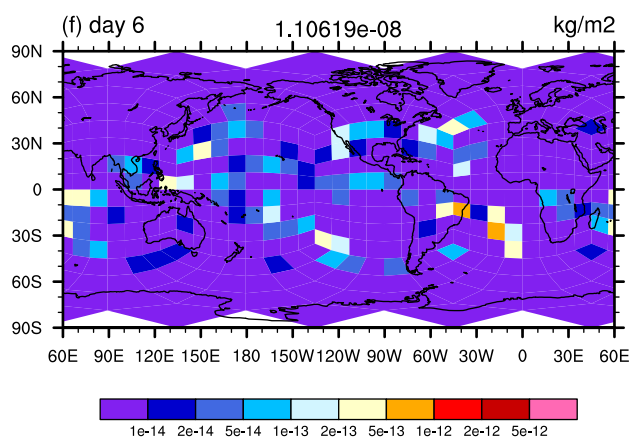 (f) day 6 1.10619e-08 kg/m2
90N
60N
30N
0
30S
60S
90S
60E 90E 120E 150E 180 150W 120W 90W 60W 30W 0 30E 60E
1e-14 2e-14 5e-14 1e-13 2e-13 5e-13 1e-12 2e-12 5e-12